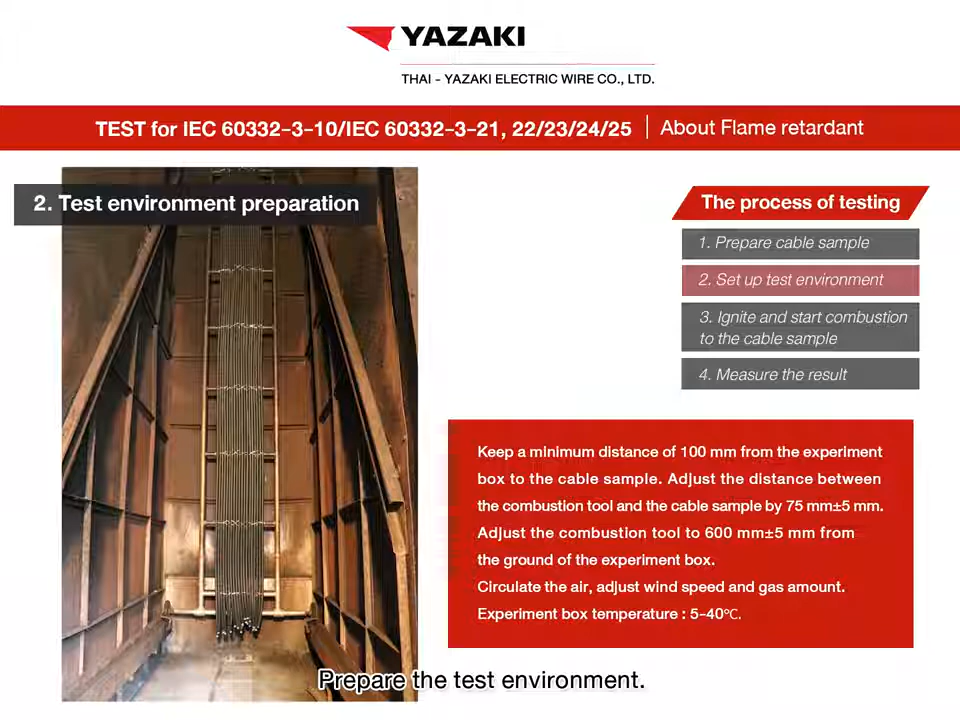 YAZAKI
THAI - YAZAKI ELECTRIC WIRE CO., LTD.
TEST for IEC 60332-3-10/IEC 60332-3-21, 22/23/24/25 | About Flame retardant
2. Test environment preparation
The process of testing
1. Prepare cable sample
2. Set up test environment
3. Ignite and start combustion
to the cable sample
4. Measure the result
Keep a minimum distance of 100 mm from the experiment
box to the cable sample. Adjust the distance between
the combustion tool and the cable sample by 75 mm±5 mm.
Adjust the combustion tool to 600 mm±5 mm from
the ground of the experiment box.
Circulate the air, adjust wind speed and gas amount.
Experiment box temperature : 5-40℃.
Prepare the test environment.